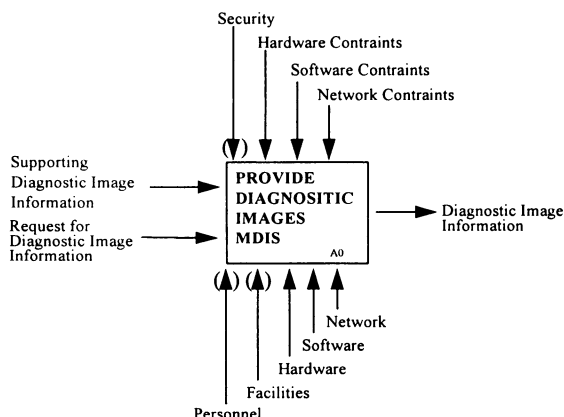 Security
Hardware Contraints
Software Contraints
Network Contraints
( )
Supporting
Diagnostic Image
Information
Request for
Diagnostic Image
Information
PROVIDE
DIAGNOSITIC
IMAGES
MDIS
A0
Diagnostic Image
Information
( ) ( )
Network
Software
Hardware
Facilities
Personnel